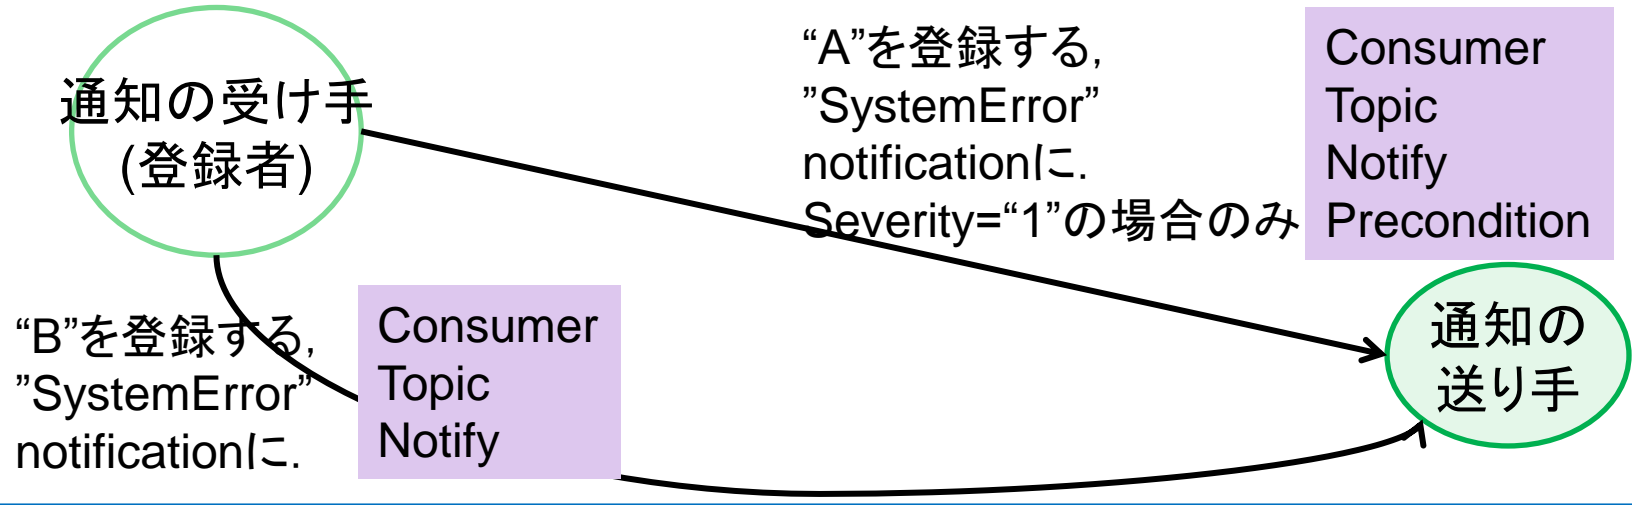 通知の受け手
(登録者)
“A”を登録する,
”SystemError”
notificationに.
Severity=“1”の場合のみ
Consumer
Topic
Notify
Precondition
“B”を登録する,
”SystemError”
notificationに.
Consumer
Topic
Notify
通知の
送り手